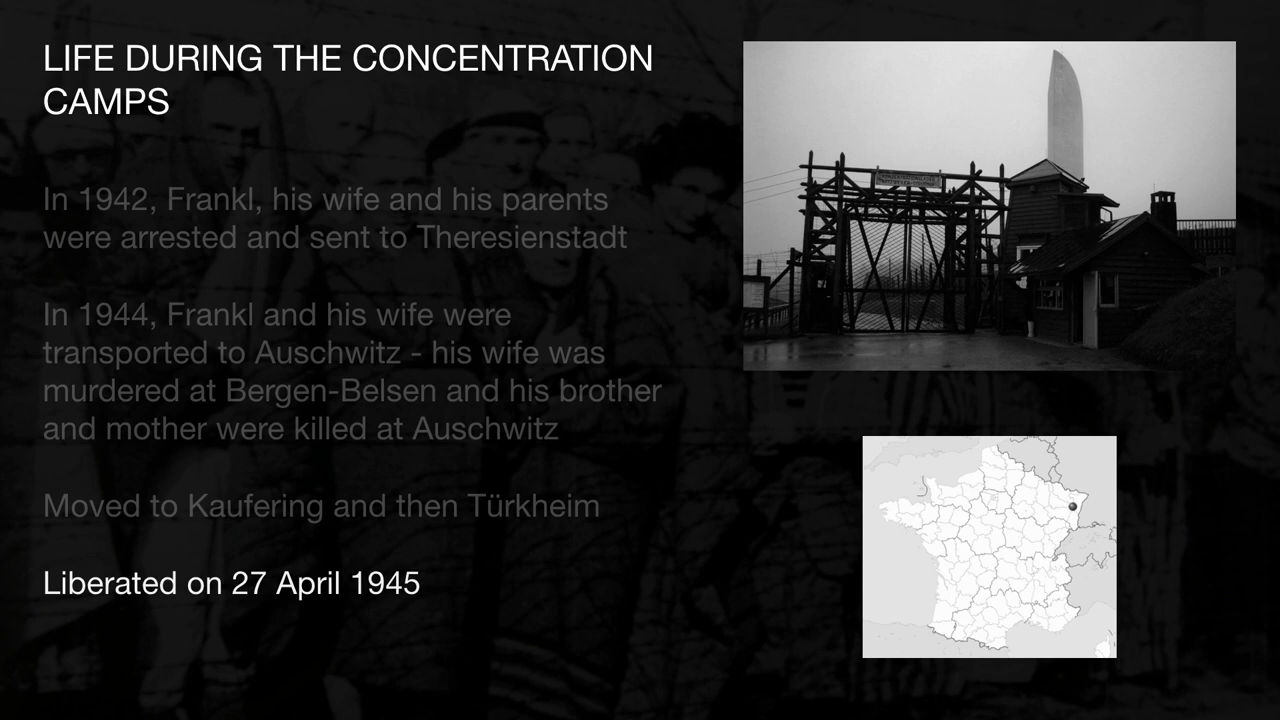 LIFE DURING THE CONCENTRATION
CAMPS
In 1942, Frankl, his wife and his parents
were arrested and sent to Theresienstadt
In 1944, Frankl and his wife were
transported to Auschwitz - his wife was
murdered at Bergen-Belsen and his brother
and mother were killed at Auschwitz
Moved to Kaufering and then Türkheim
Liberated on 27 April 1945